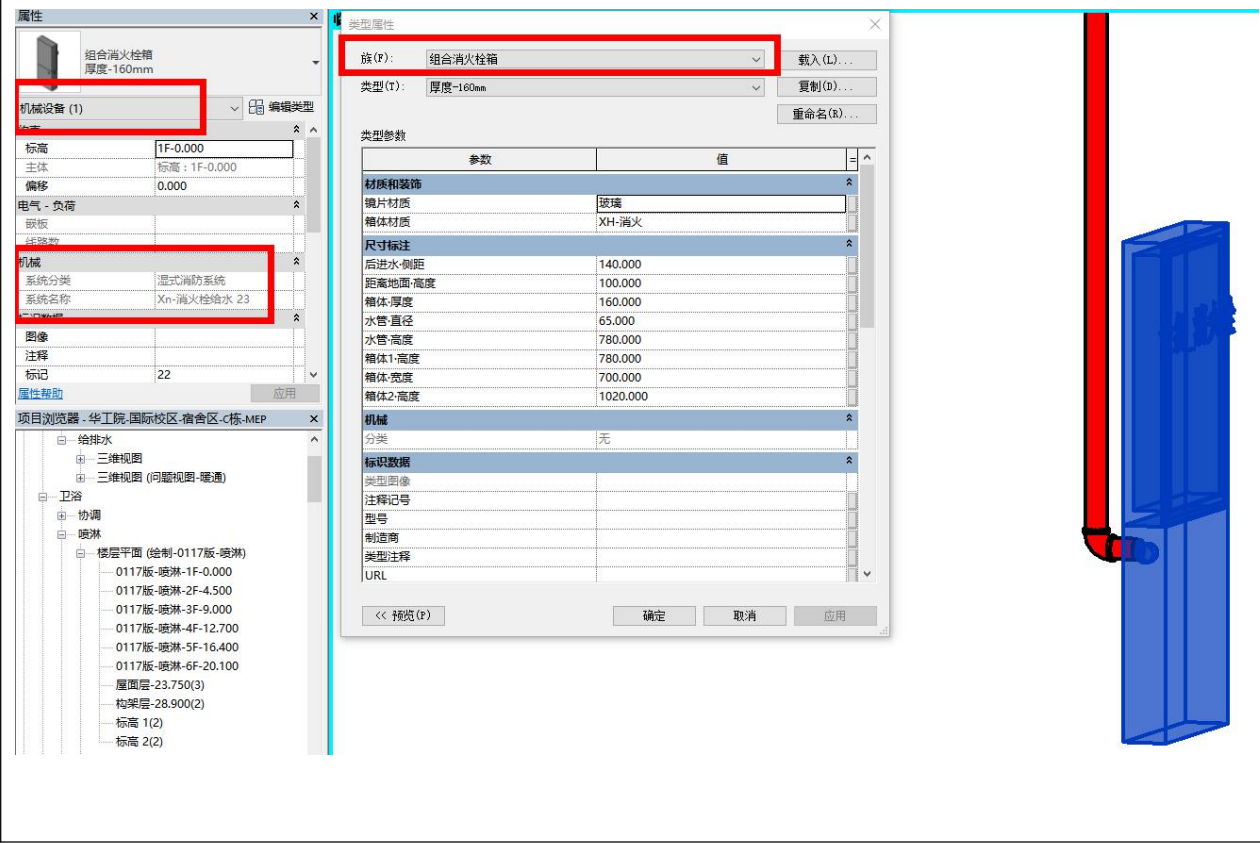 属性
组合消火栓箱
厚度-160mm
机械设备 (1)
编辑类型
标高 1F-0.000
主体 标高 : 1F-0.000
偏移 0.000
电气 - 负荷
嵌板
线路数
机械
系统分类 湿式消防系统
系统名称 Xn-消火栓给水 23
标识数据
图像
注释
标记 22
属性帮助 应用
项目浏览器 - 华工院-国际校区-宿舍区-C栋-MEP
给排水
三维视图
三维视图 (问题视图-暖通)
卫浴
协调
喷淋
楼层平面 (绘制-0117版-喷淋)
0117版-喷淋-1F-0.000
0117版-喷淋-2F-4.500
0117版-喷淋-3F-9.000
0117版-喷淋-4F-12.700
0117版-喷淋-5F-16.400
0117版-喷淋-6F-20.100
屋面层-23.750(3)
构架层-28.900(2)
标高 1(2)
标高 2(2)
类型属性
族(F): 组合消火栓箱 载入(L)...
类型(T): 厚度-160mm 复制(D)...
重命名(R)...
类型参数
参数 值 =
材质和装饰
镜片材质 玻璃
箱体材质 XH-消火
尺寸标注
后进水·侧距 140.000
距离地面·高度 100.000
箱体·厚度 160.000
水管·直径 65.000
水管·高度 780.000
箱体1·高度 780.000
箱体·宽度 700.000
箱体2·高度 1020.000
机械
分类 无
标识数据
类型图像
注释记号
型号
制造商
类型注释
URL
<< 预览(P) 确定 取消 应用